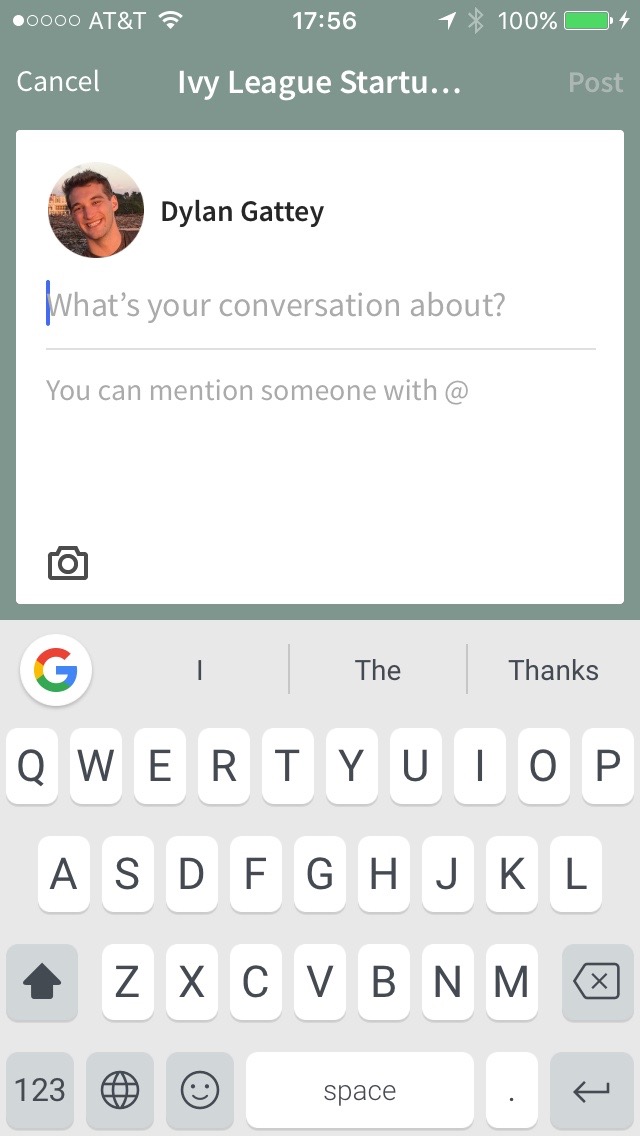 AT&T 17:56 100%
Cancel Ivy League Startu… Post
Dylan Gattey
What’s your conversation about?
You can mention someone with @
G I The Thanks
Q W E R T Y U I O P
A S D F G H J K L
Z X C V B N M
123 space .